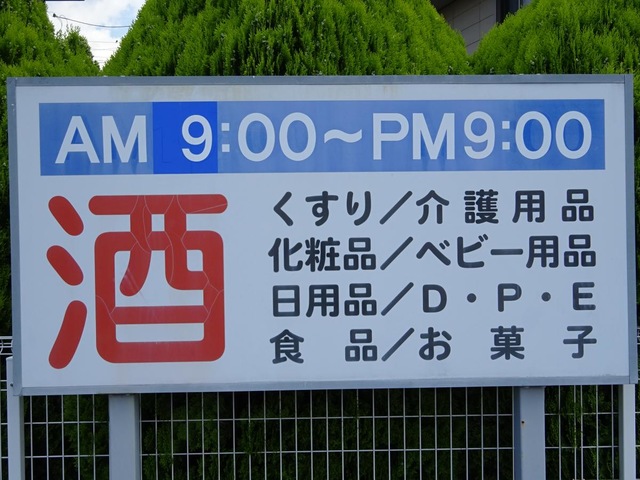 AM 9:00～PM9:00
酒
くすり／介護用品
化粧品／ベビー用品
日用品／D・P・E
食品／お菓子